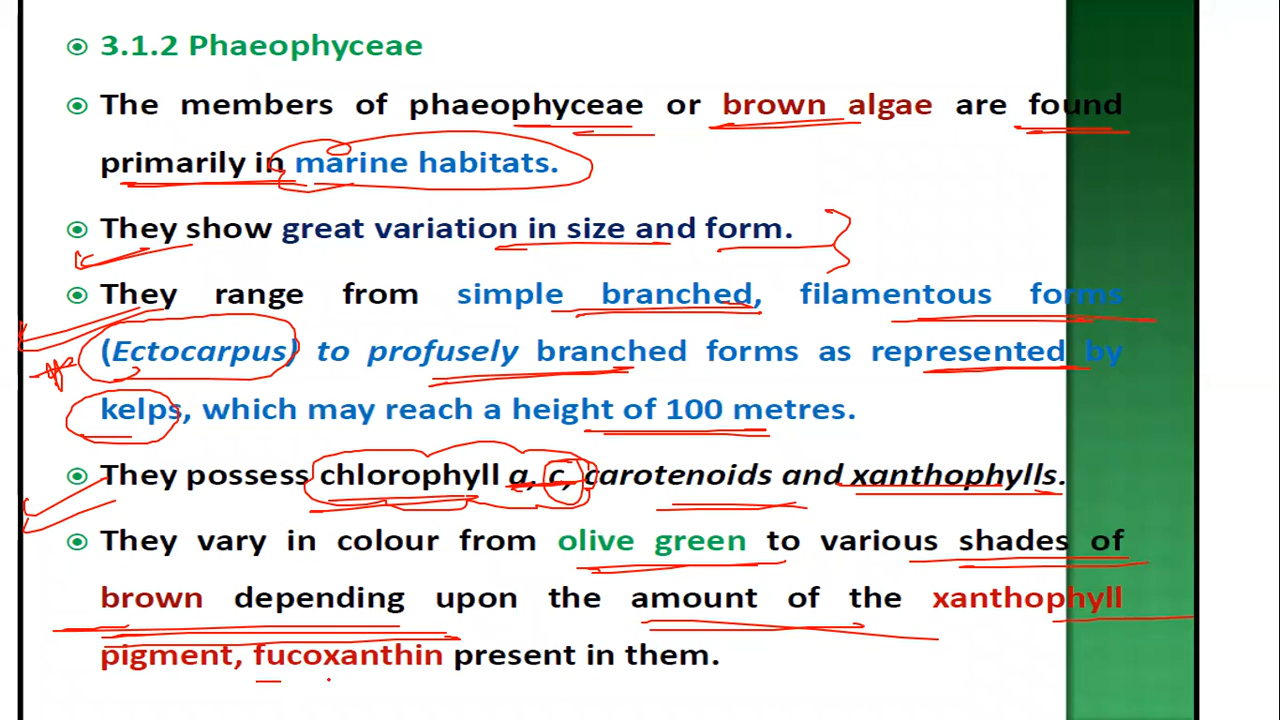 3.1.2 Phaeophyceae
The members of phaeophyceae or brown algae are found
primarily in marine habitats.
They show great variation in size and form.
They range from simple branched, filamentous forms
(Ectocarpus) to profusely branched forms as represented by
kelps, which may reach a height of 100 metres.
They possess chlorophyll a, c, carotenoids and xanthophylls.
They vary in colour from olive green to various shades of
brown depending upon the amount of the xanthophyll
pigment, fucoxanthin present in them.